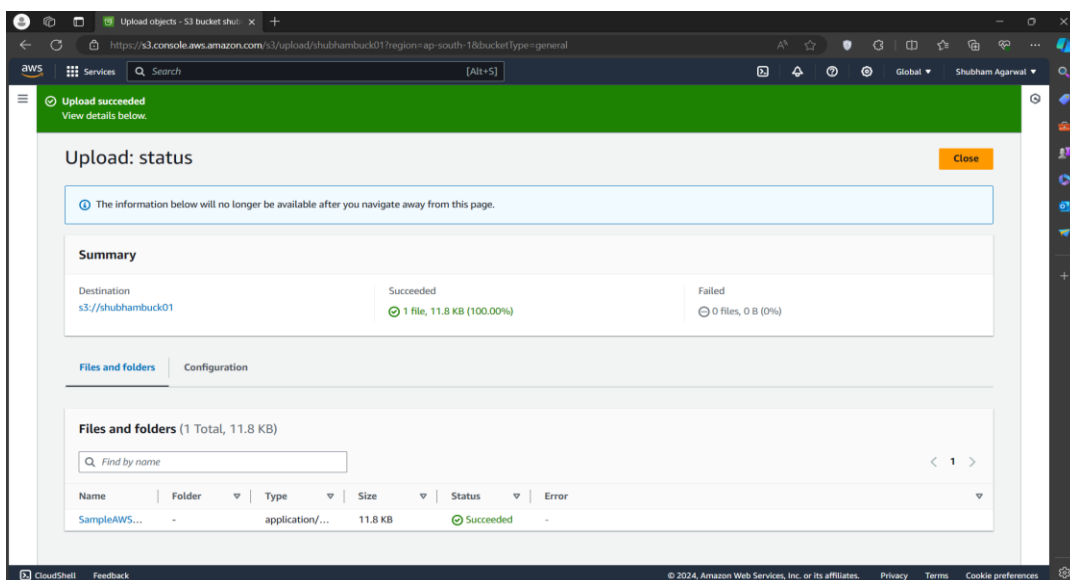 Upload objects - S3 bucket shub
https://s3.console.aws.amazon.com/s3/upload/shubhambuck01?region=ap-south-1&bucketType=general
aws Services Search [Alt+S] Global Shubham Agarwal
Upload succeeded
View details below.
Upload: status Close
The information below will no longer be available after you navigate away from this page.
Summary
Destination Succeeded Failed
s3://shubhambuck01 1 file, 11.8 KB (100.00%) 0 files, 0 B (0%)
Files and folders Configuration
Files and folders (1 Total, 11.8 KB)
Find by name 1
Name Folder Type Size Status Error
SampleAWS... - application/... 11.8 KB Succeeded -
CloudShell Feedback © 2024, Amazon Web Services, Inc. or its affiliates. Privacy Terms Cookie preferences